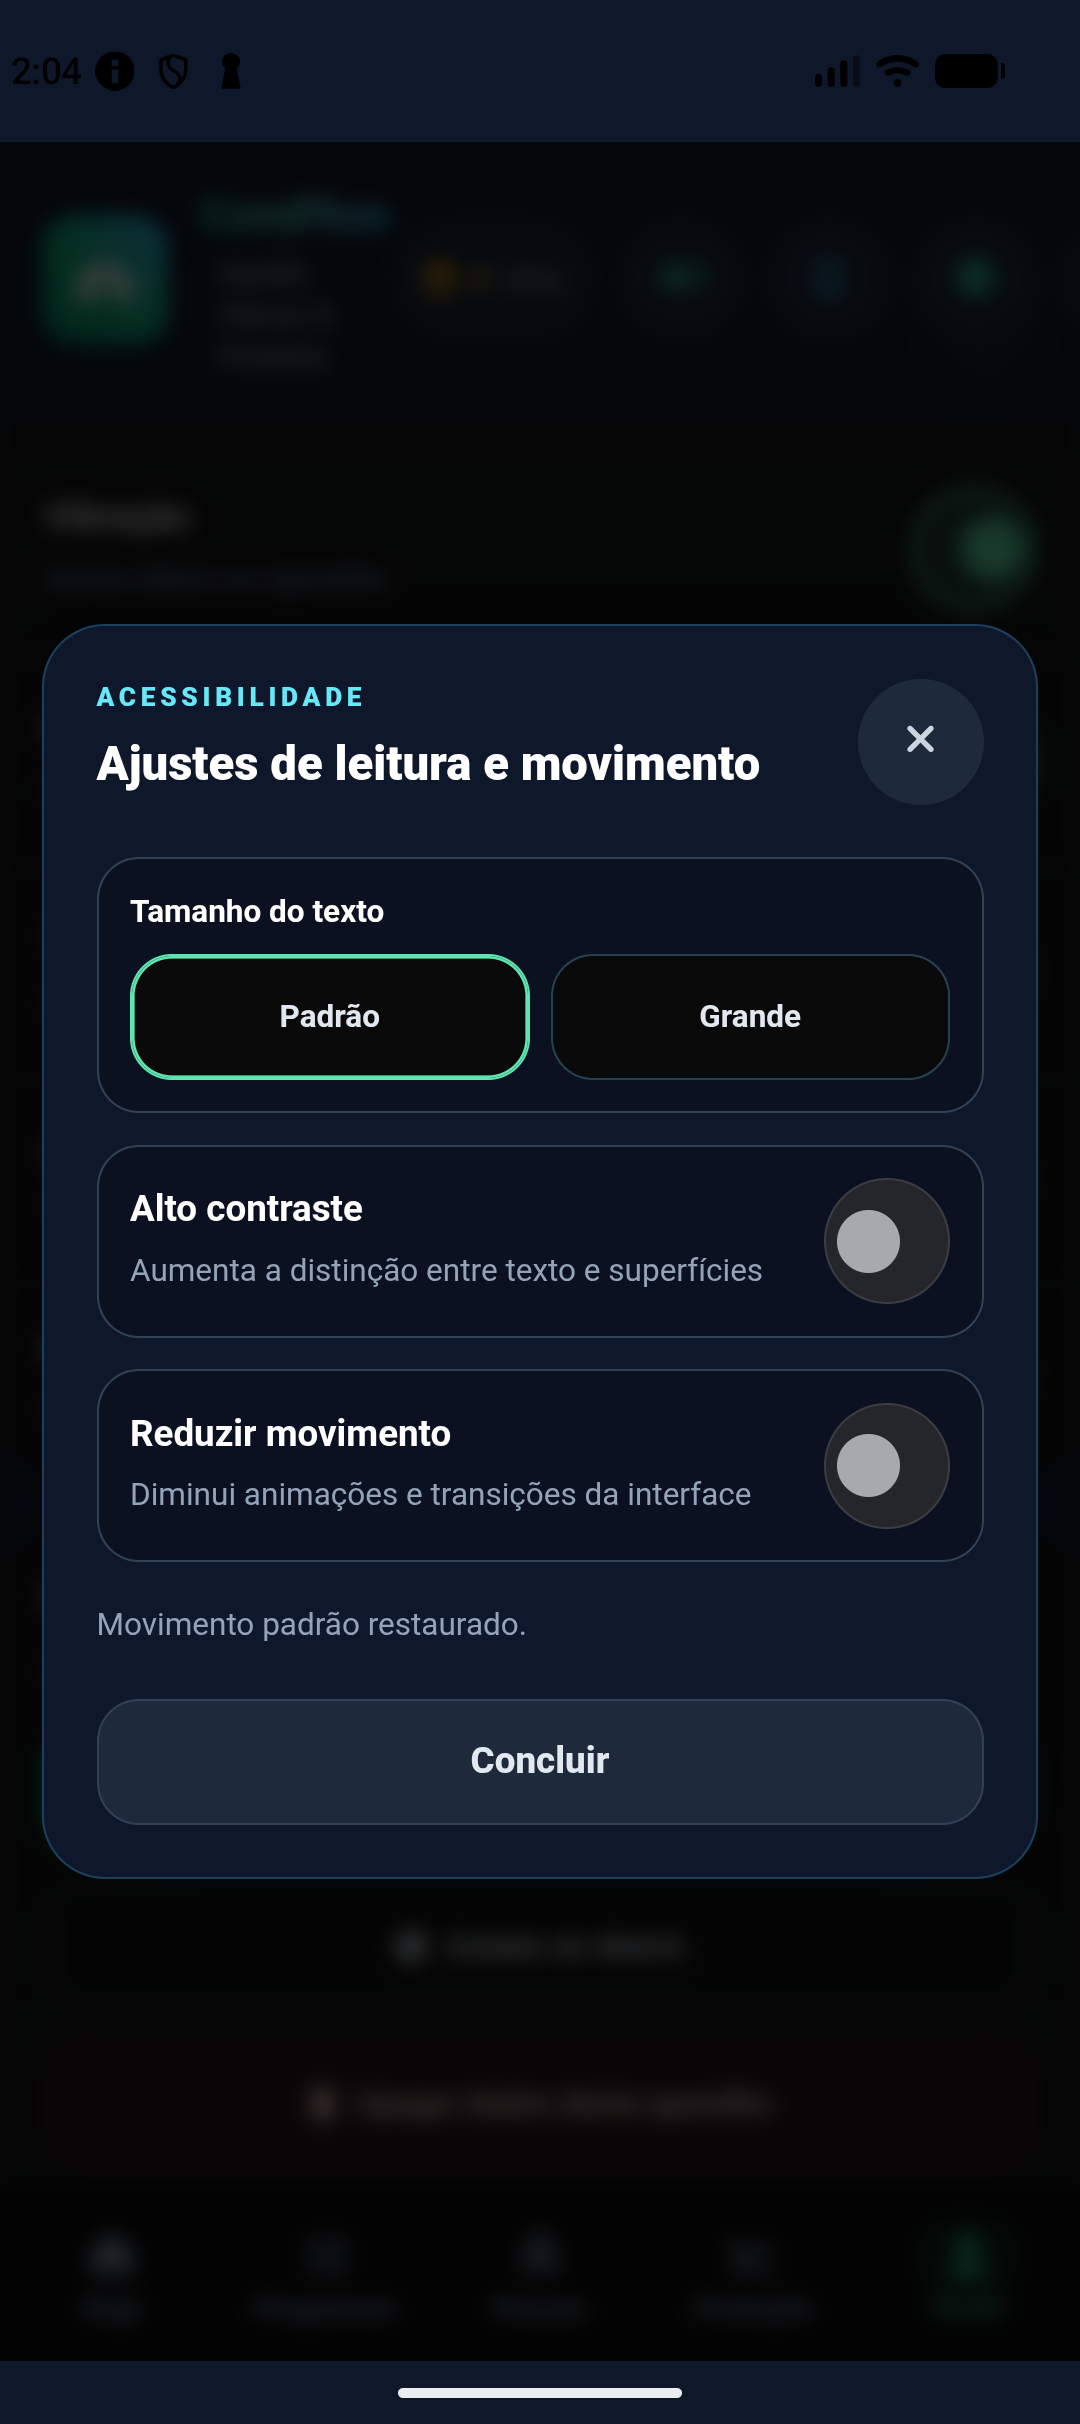 2:04
ACESSIBILIDADE
Ajustes de leitura e movimento
Tamanho do texto
Padrão
Grande
Alto contraste
Aumenta a distinção entre texto e superfícies
Reduzir movimento
Diminui animações e transições da interface
Movimento padrão restaurado.
Concluir